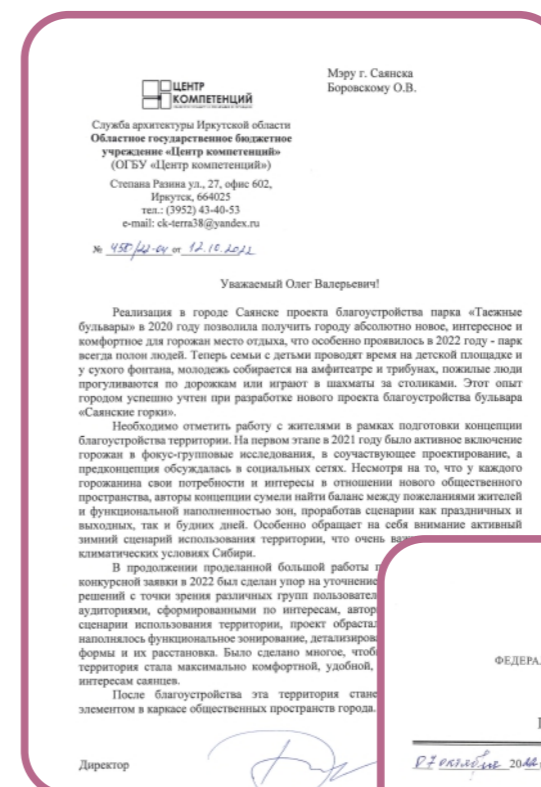 Мэру г. Саянска
Боровскому О.В.
ЦЕНТР
КОМПЕТЕНЦИЙ
Служба архитектуры Иркутской области
Областное государственное бюджетное
учреждение «Центр компетенций»
(ОГБУ «Центр компетенций»)
Степана Разина ул., 27, офис 602,
Иркутск, 664025
тел.: (3952) 43-40-53
e-mail: ck-terra38@yandex.ru
№ от 12.10.2022
Уважаемый Олег Валерьевич!
Реализация в городе Саянске проекта благоустройства парка «Таежные
бульвары» в 2020 году позволила получить городу абсолютно новое, интересное и
комфортное для горожан место отдыха, что особенно проявилось в 2022 году - парк
всегда полон людей. Теперь семьи с детьми проводят время на детской площадке и
у сухого фонтана, молодежь собирается на амфитеатре и трибунах, пожилые люди
прогуливаются по дорожкам или играют в шахматы за столиками. Этот опыт
городом успешно учтен при разработке нового проекта благоустройства бульвара
«Саянские горки».
Необходимо отметить работу с жителями в рамках подготовки концепции
благоустройства территории. На первом этапе в 2021 году было активное включение
горожан в фокус-групповые исследования, в соучаствующее проектирование, а
предконцепция обсуждалась в социальных сетях. Несмотря на то, что у каждого
горожанина свои потребности и интересы в отношении нового общественного
пространства, авторы концепции сумели найти баланс между пожеланиями жителей
и функциональной наполненностью зон, проработав сценарии как праздничных и
выходных, так и будних дней. Особенно обращает на себя внимание активный
зимний сценарий использования территории, что очень
климатических условиях Сибири.
В продолжении проделанной большой работы
конкурсной заявки в 2022 был сделан упор на уточнение
решений с точки зрения различных групп
аудиториями, сформированными по интересам,
сценарии использования территории, проект
наполнялось функциональное зонирование,
формы и их расстановка. Было сделано многое,
территория стала максимально комфортной, удобной,
интересам саянцев.
После благоустройства эта территория
элементом в каркасе общественных пространств города.
Директор
07 октября 2022